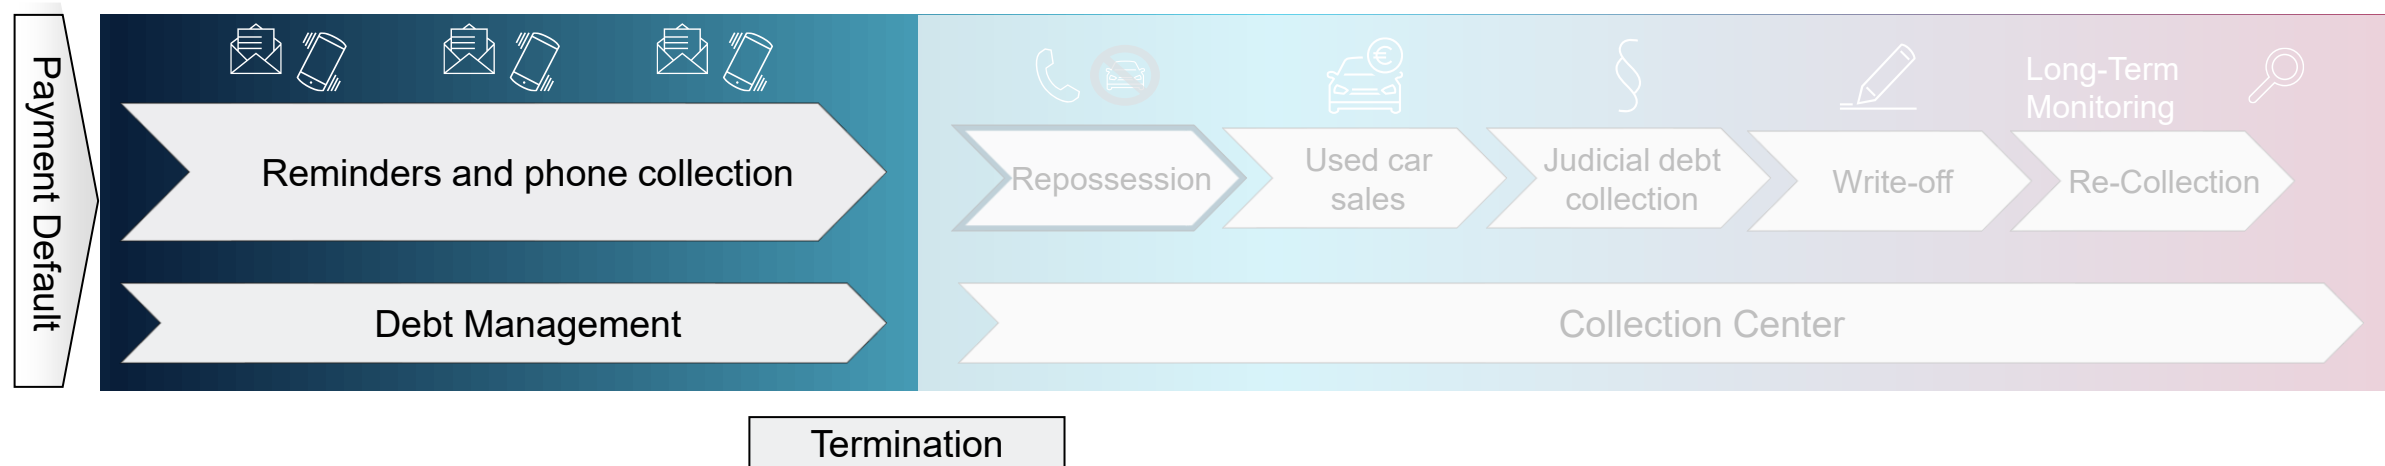 Payment Default
Long-Term
Monitoring
Reminders and phone collection
Repossession
Used car
sales
Judicial debt
collection
Write-off
Re-Collection
Debt Management
Collection Center
Termination